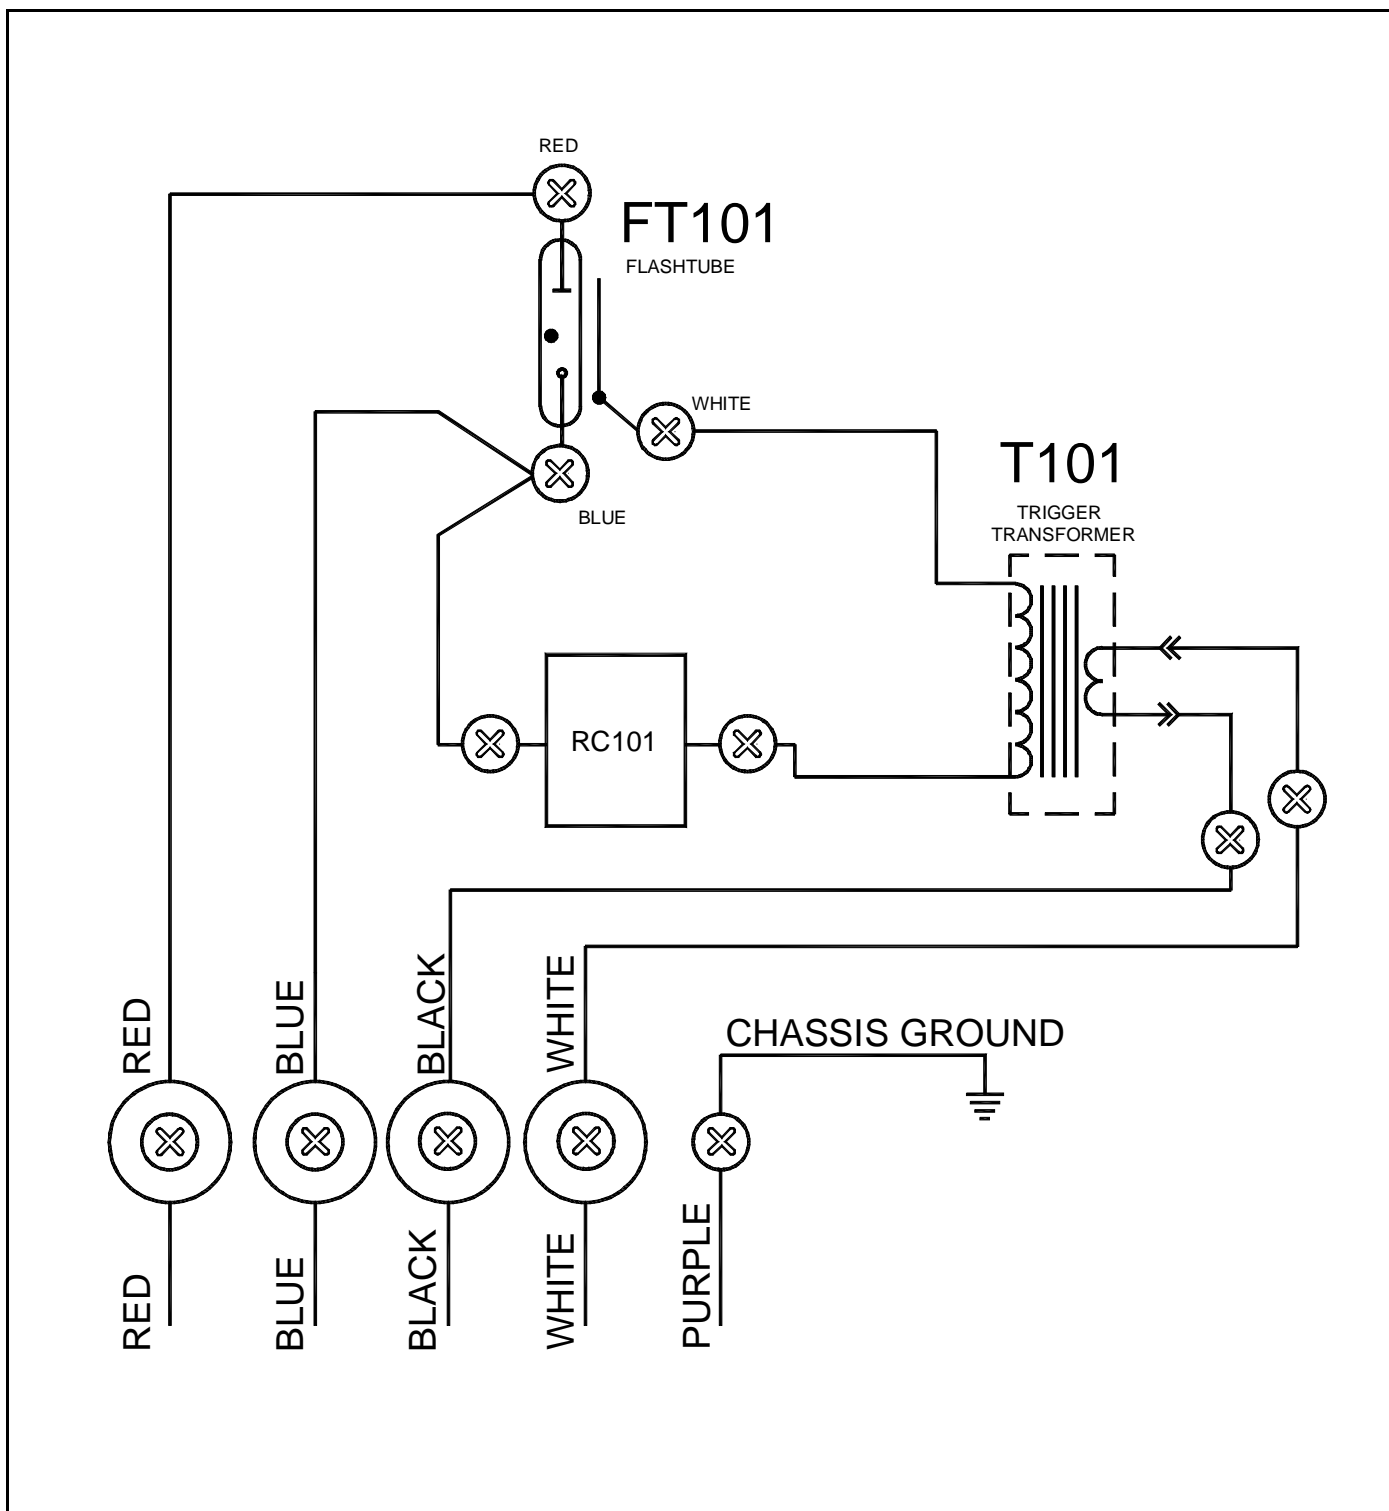 RED
FT101
FLASHTUBE
WHITE
T101
TRIGGER
TRANSFORMER
BLUE
RC101
RED
BLUE
BLACK
WHITE
CHASSIS GROUND
RED
BLUE
BLACK
WHITE
PURPLE